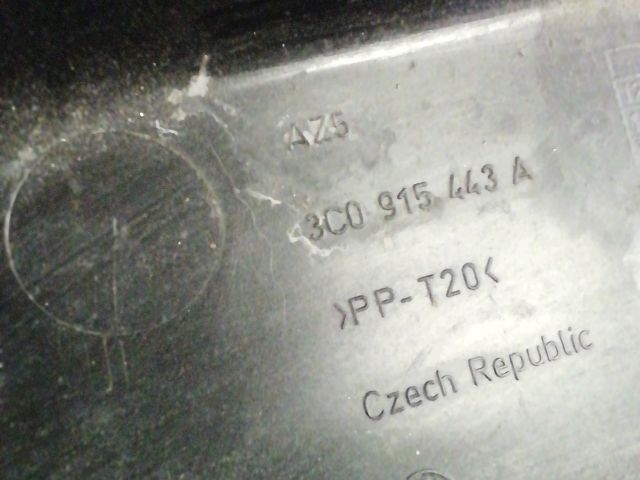 AZ5
3C0 915 443 A
>PP-T20<
Czech Republic